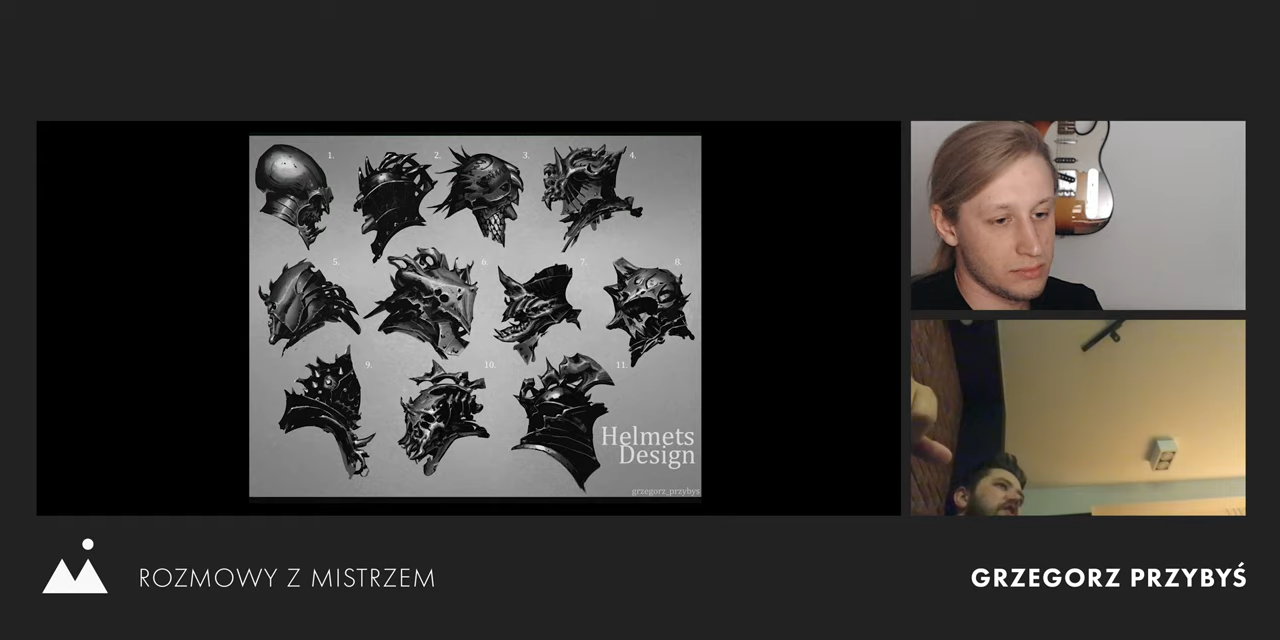 1.
2.
3.
4.
5.
6.
7.
8.
9.
10.
11.
Helmets
Design
grzegorz_przybys
ROZMOWY Z MISTRZEM
GRZEGORZ PRZYBYŚ